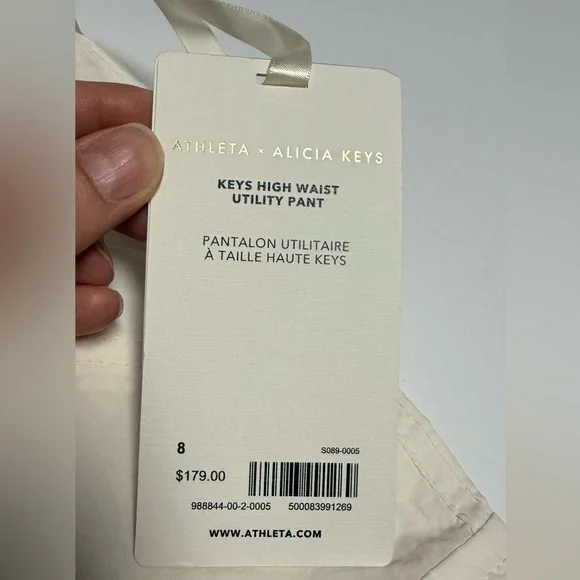 ATHLETA × ALICIA KEYS
KEYS HIGH WAIST
UTILITY PANT
PANTALON UTILITAIRE
À TAILLE HAUTE KEYS
8
S089-0005
$179.00
988844-00-2-0005 500083991269
WWW.ATHLETA.COM